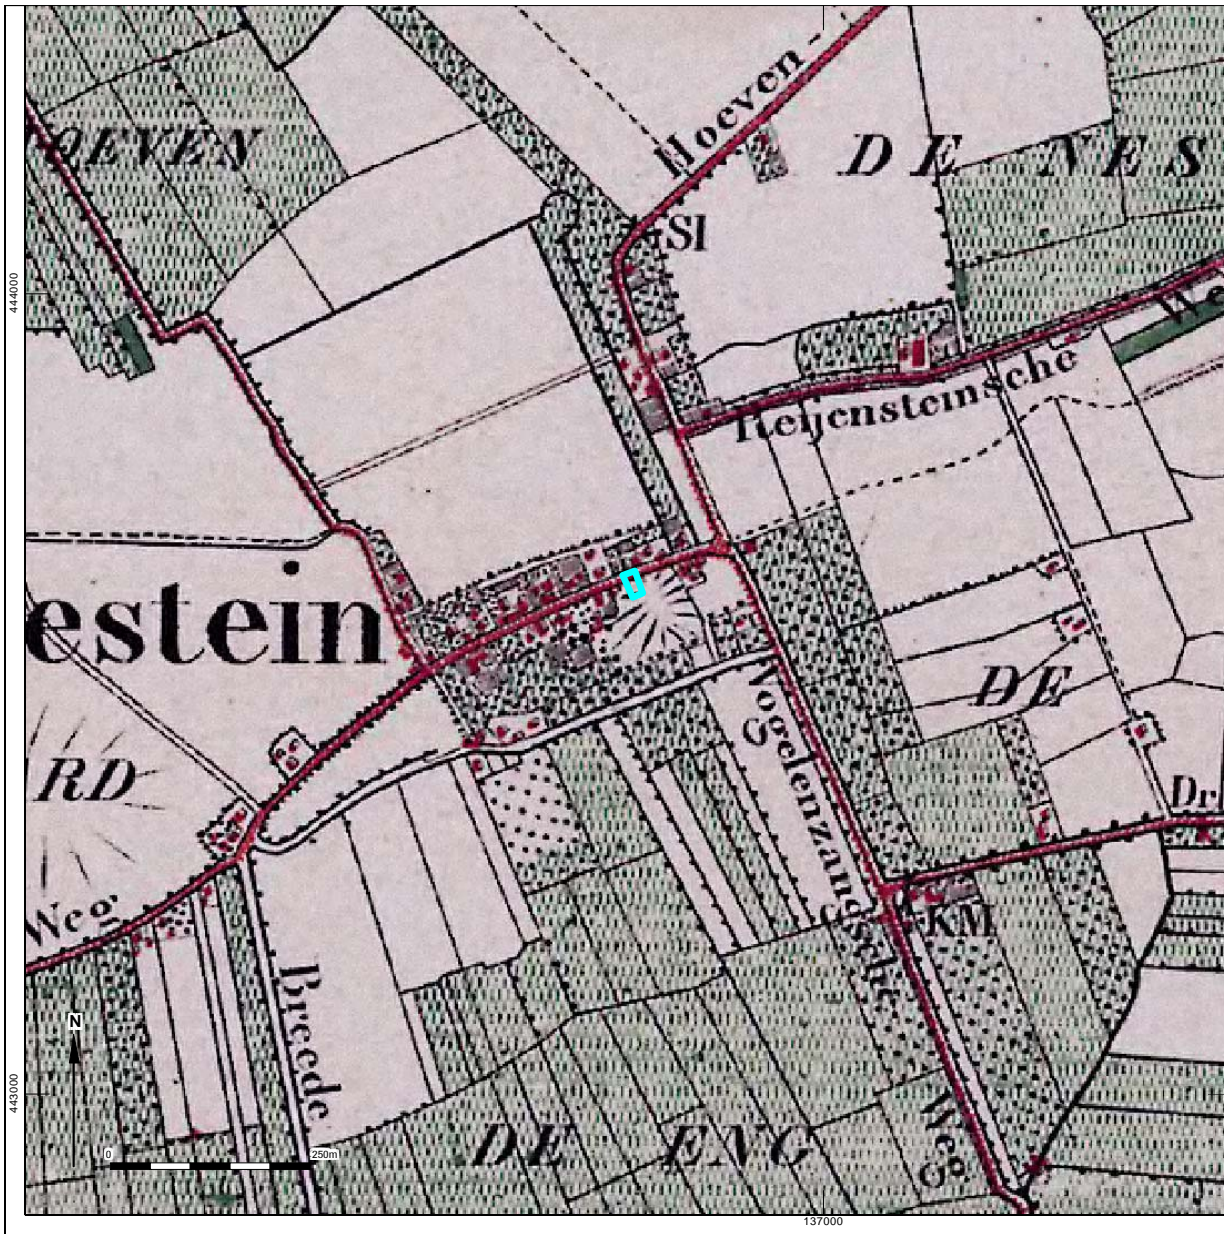 Hoeven -
OEVEN
DE NES
Sl
444000
We
Reijensteinsche
estein
DE
Vogelenzangsche
RD
Dr
Weg
KM
Breede
N
443000
Weg
0 250m
DE ENG
137000